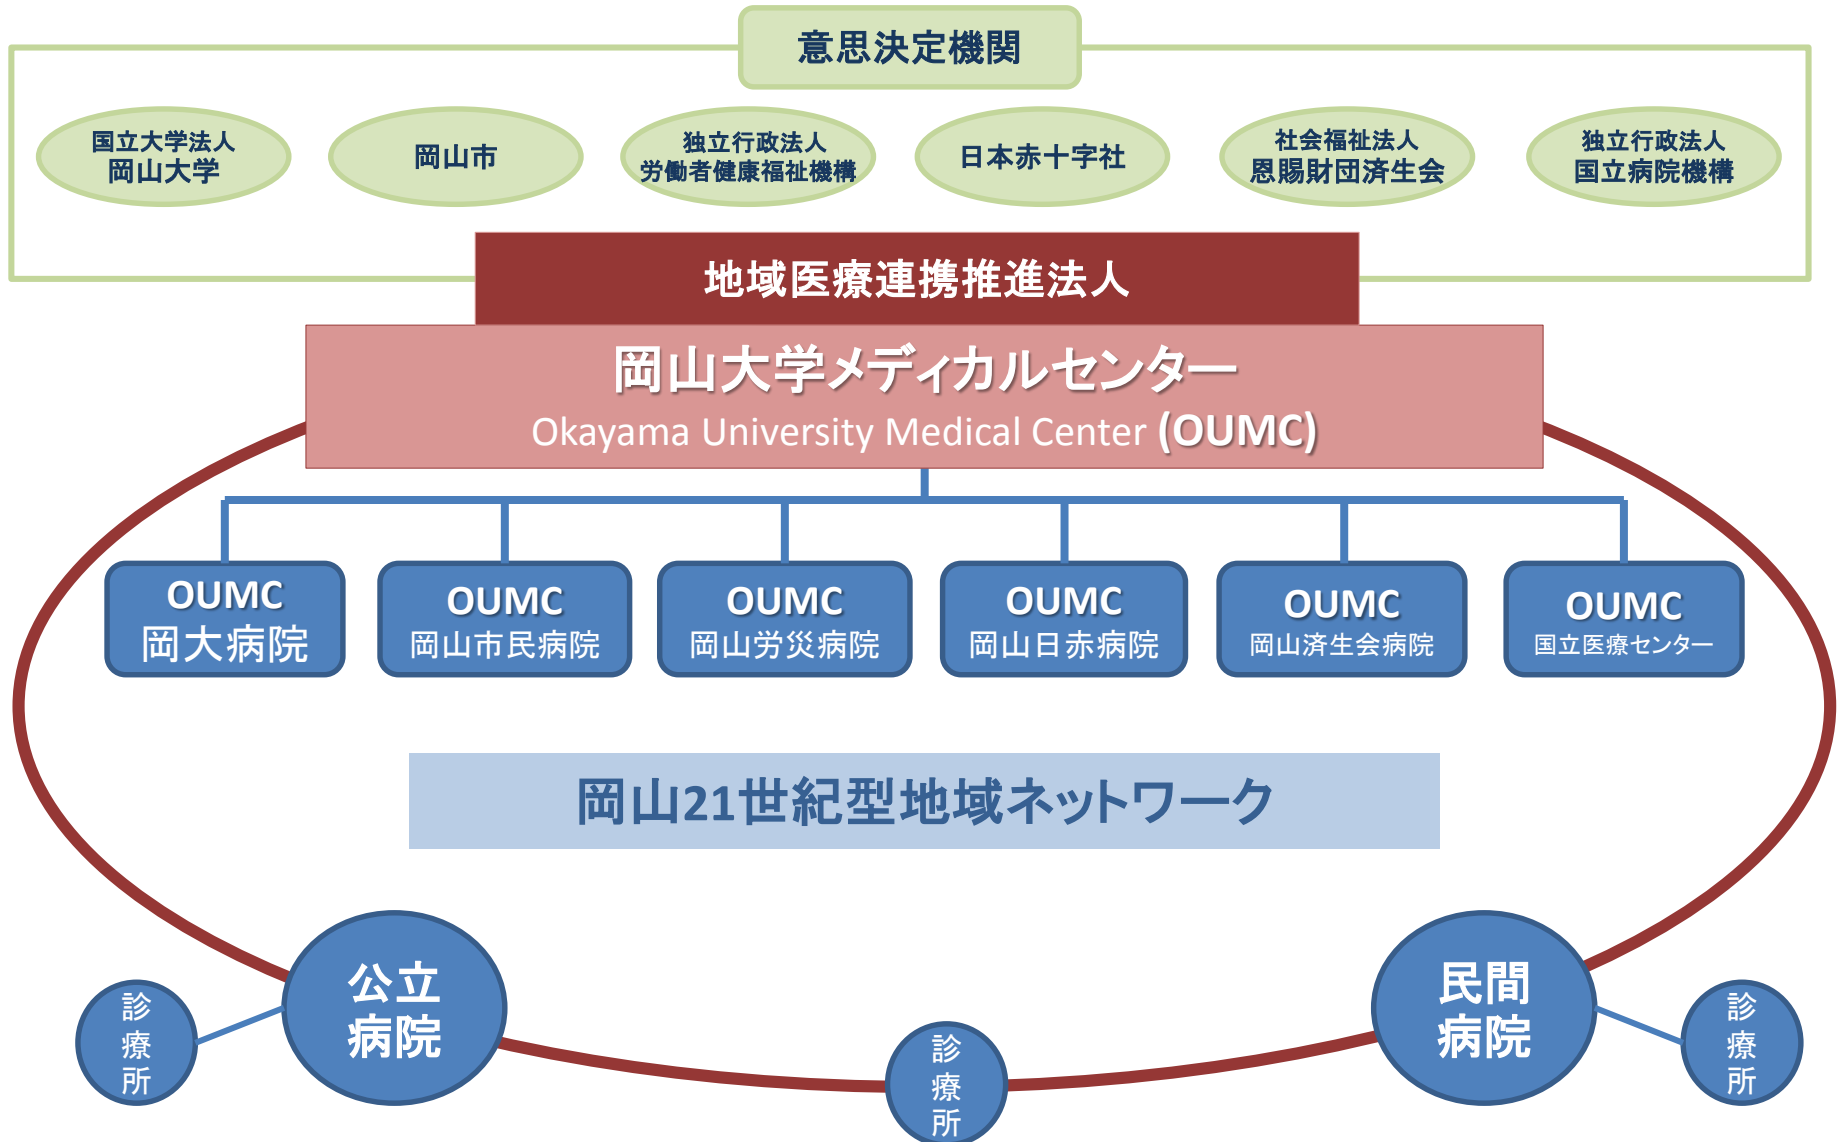 意思決定機関
国立大学法人
岡山大学
岡山市
独立行政法人
労働者健康福祉機構
日本赤十字社
社会福祉法人
恩賜財団済生会
独立行政法人
国立病院機構
地域医療連携推進法人
岡山大学メディカルセンター
Okayama University Medical Center (OUMC)
OUMC
岡大病院
OUMC
岡山市民病院
OUMC
岡山労災病院
OUMC
岡山日赤病院
OUMC
岡山済生会病院
OUMC
国立医療センター
岡山21世紀型地域ネットワーク
公立
病院
民間
病院
診
療
所
診
療
所
診
療
所